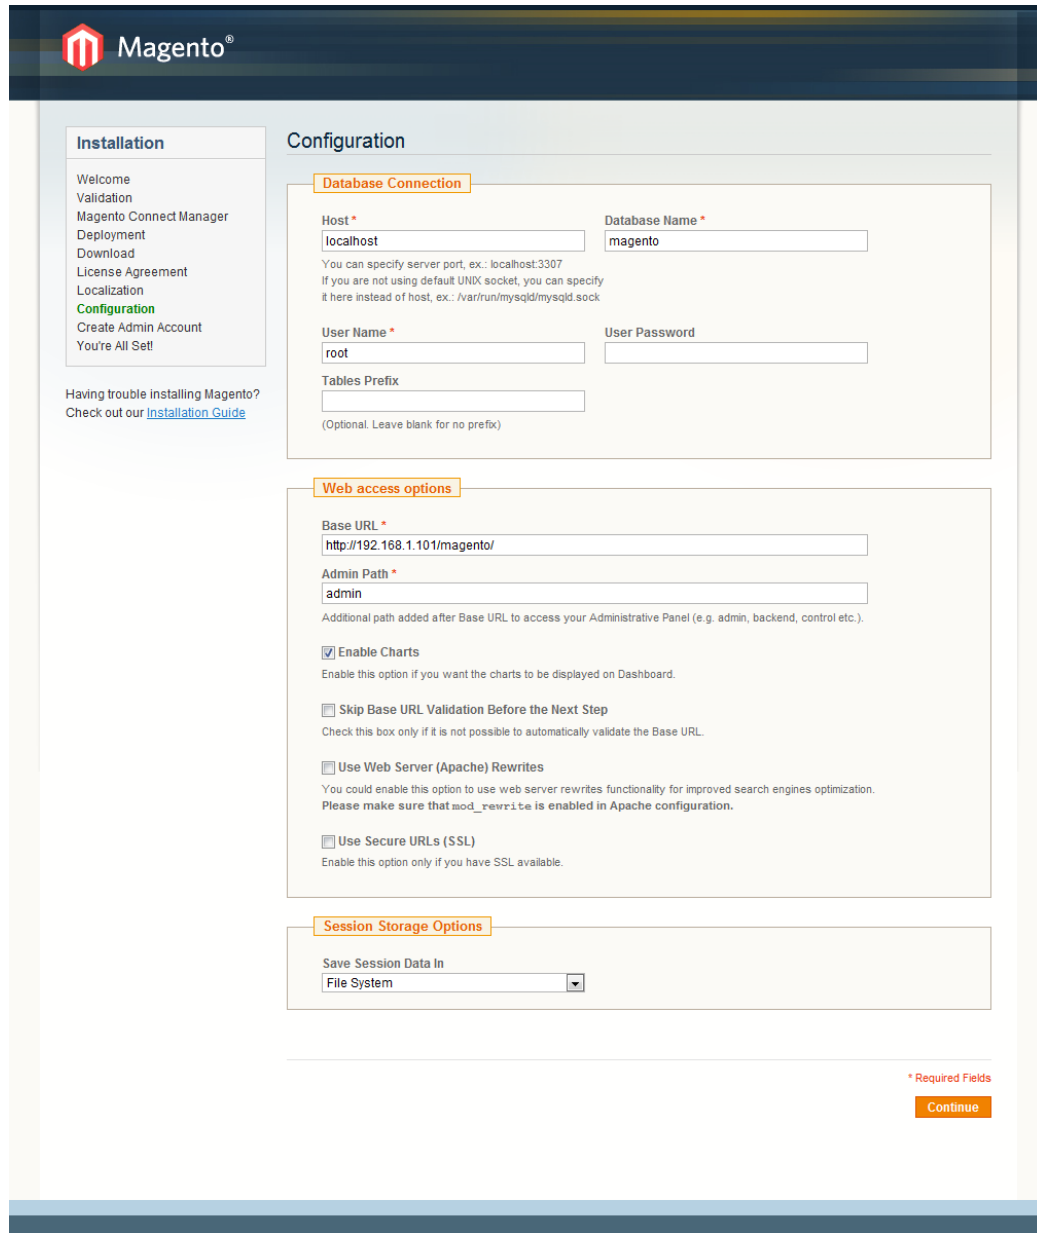 Magento®
Installation
Welcome
Validation
Magento Connect Manager
Deployment
Download
License Agreement
Localization
Configuration
Create Admin Account
You're All Set!
Having trouble installing Magento?
Check out our Installation Guide
Configuration
Database Connection
Host *
Database Name *
localhost
magento
You can specify server port, ex.: localhost:3307
If you are not using default UNIX socket, you can specify
it here instead of host, ex.: /var/run/mysqld/mysqld.sock
User Name *
User Password
root
Tables Prefix
(Optional. Leave blank for no prefix)
Web access options
Base URL *
http://192.168.1.101/magento/
Admin Path *
admin
Additional path added after Base URL to access your Administrative Panel (e.g. admin, backend, control etc.).
Enable Charts
Enable this option if you want the charts to be displayed on Dashboard.
Skip Base URL Validation Before the Next Step
Check this box only if it is not possible to automatically validate the Base URL.
Use Web Server (Apache) Rewrites
You could enable this option to use web server rewrites functionality for improved search engines optimization.
Please make sure that mod_rewrite is enabled in Apache configuration.
Use Secure URLs (SSL)
Enable this option only if you have SSL available.
Session Storage Options
Save Session Data In
File System
* Required Fields
Continue